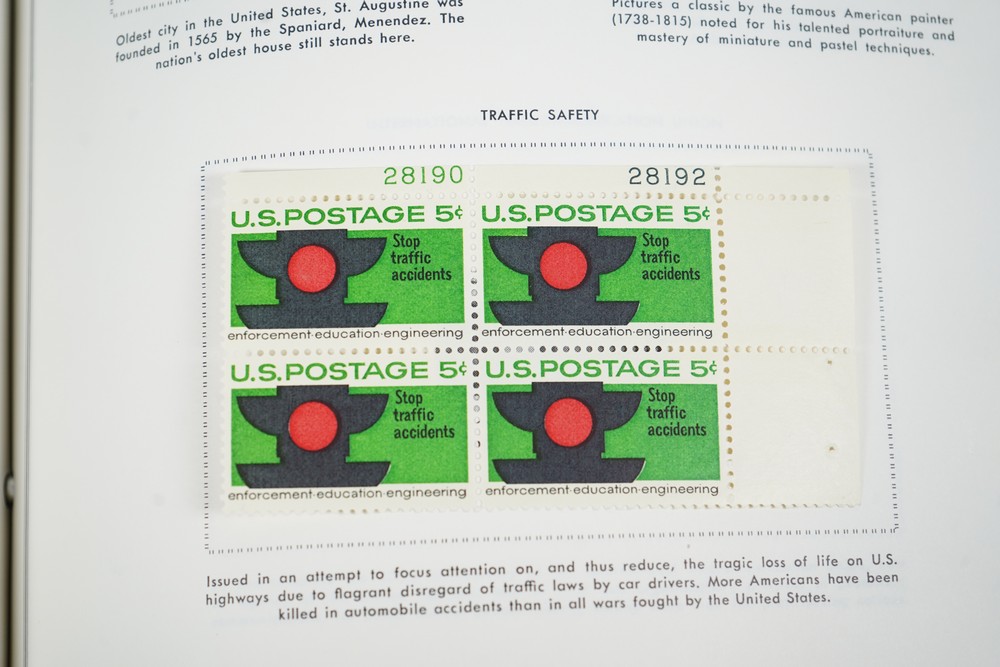 Oldest city in the United States, St. Augustine was
founded in 1565 by the Spaniard, Menendez. The
nation's oldest house still stands here.
Pictures a classic by the famous American painter
(1738-1815) noted for his talented portraiture and
mastery of miniature and pastel techniques.
TRAFFIC SAFETY
28190
28192
U.S.POSTAGE 5¢
Stop
traffic
accidents
enforcement·education·engineering
U.S.POSTAGE 5¢
Stop
traffic
accidents
enforcement·education·engineering
U.S.POSTAGE 5¢
Stop
traffic
accidents
enforcement·education·engineering
U.S.POSTAGE 5¢
Stop
traffic
accidents
enforcement·education·engineering
Issued in an attempt to focus attention on, and thus reduce, the tragic loss of life on U.S.
highways due to flagrant disregard of traffic laws by car drivers. More Americans have been
killed in automobile accidents than in all wars fought by the United States.